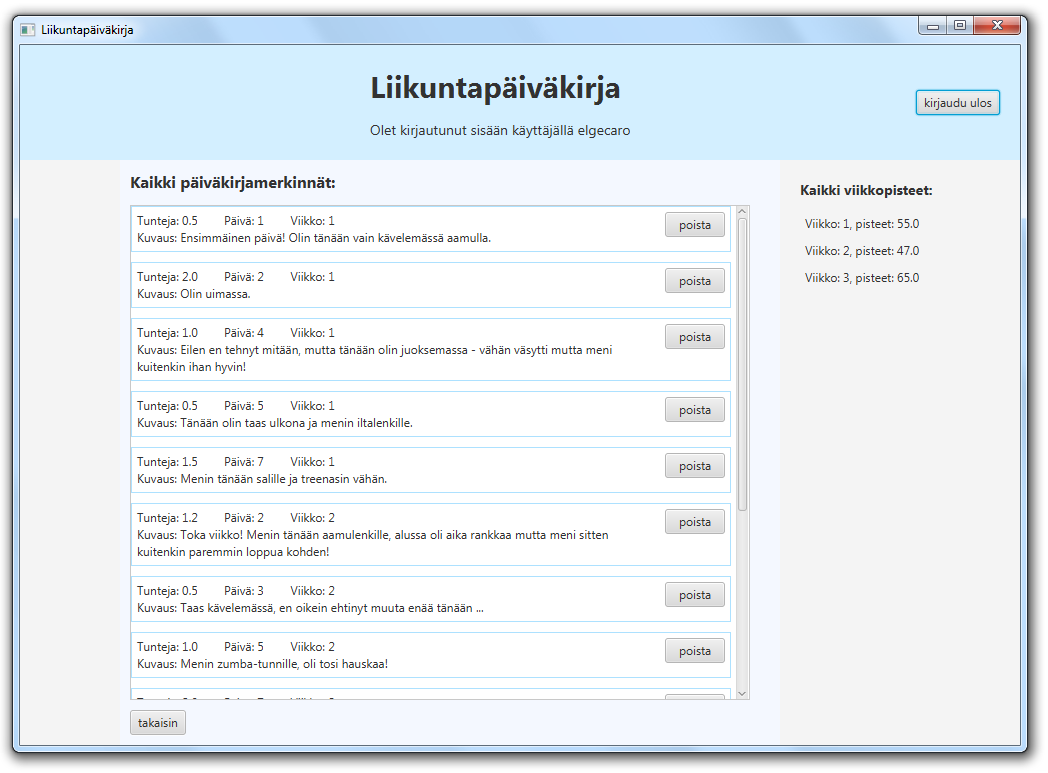 Liikuntapäiväkirja
Liikuntapäiväkirja
kirjaudu ulos
Olet kirjautunut sisään käyttäjällä elgecaro
Kaikki päiväkirjamerkinnät:
Tunteja: 0.5 Päivä: 1 Viikko: 1
poista
Kuvaus: Ensimmäinen päivä! Olin tänään vain kävelemässä aamulla.
Tunteja: 2.0 Päivä: 2 Viikko: 1
poista
Kuvaus: Olin uimassa.
Tunteja: 1.0 Päivä: 4 Viikko: 1
poista
Kuvaus: Eilen en tehnyt mitään, mutta tänään olin juoksemassa - vähän väsytti mutta meni
kuitenkin ihan hyvin!
Tunteja: 0.5 Päivä: 5 Viikko: 1
poista
Kuvaus: Tänään olin taas ulkona ja menin iltalenkille.
Tunteja: 1.5 Päivä: 7 Viikko: 1
poista
Kuvaus: Menin tänään salille ja treenasin vähän.
Tunteja: 1.2 Päivä: 2 Viikko: 2
poista
Kuvaus: Toka viikko! Menin tänään aamulenkille, alussa oli aika rankkaa mutta meni sitten
kuitenkin paremmin loppua kohden!
Tunteja: 0.5 Päivä: 3 Viikko: 2
poista
Kuvaus: Taas kävelemässä, en oikein ehtinyt muuta enää tänään ...
Tunteja: 1.0 Päivä: 5 Viikko: 2
poista
Kuvaus: Menin zumba-tunnille, oli tosi hauskaa!
takaisin
Kaikki viikkopisteet:
Viikko: 1, pisteet: 55.0
Viikko: 2, pisteet: 47.0
Viikko: 3, pisteet: 65.0